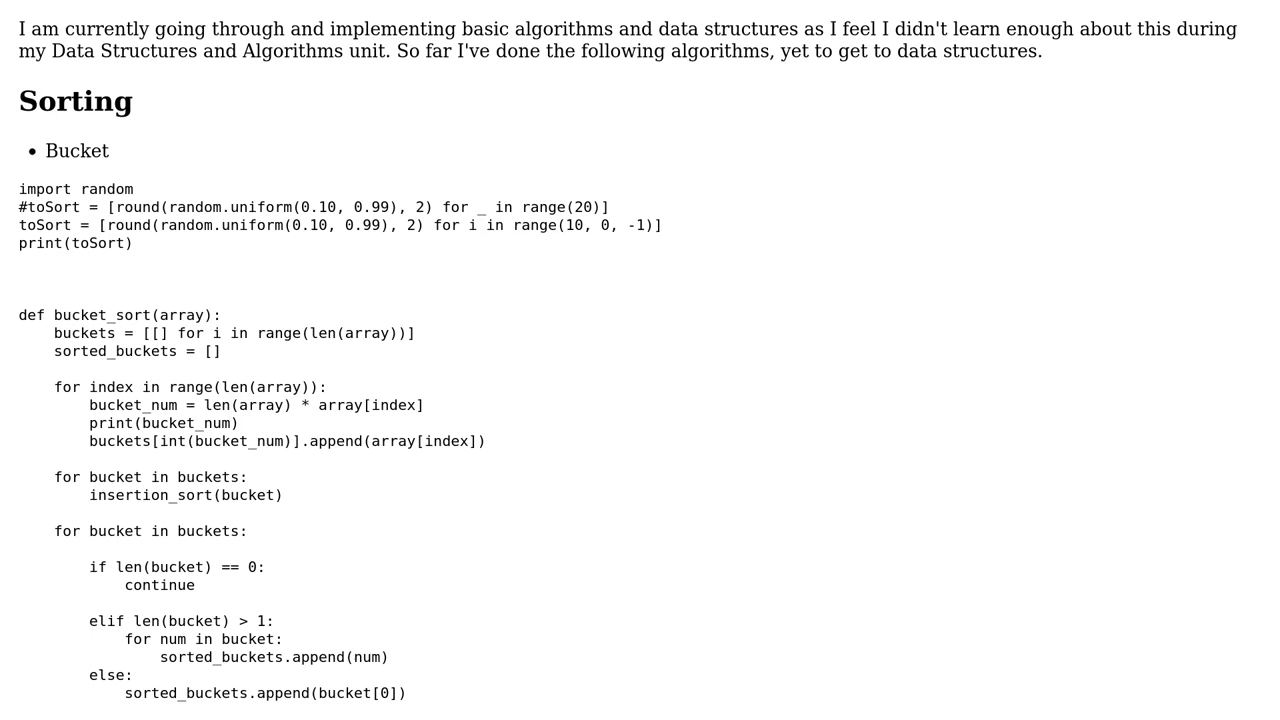 I am currently going through and implementing basic algorithms and data structures as I feel I didn't learn enough about this during
my Data Structures and Algorithms unit. So far I've done the following algorithms, yet to get to data structures.
Sorting
• Bucket
import random
#toSort = [round(random.uniform(0.10, 0.99), 2) for _ in range(20)]
toSort = [round(random.uniform(0.10, 0.99), 2) for i in range(10, 0, -1)]
print(toSort)
def bucket_sort(array):
    buckets = [[] for i in range(len(array))]
    sorted_buckets = []
    for index in range(len(array)):
        bucket_num = len(array) * array[index]
        print(bucket_num)
        buckets[int(bucket_num)].append(array[index])
    for bucket in buckets:
        insertion_sort(bucket)
    for bucket in buckets:
        if len(bucket) == 0:
            continue
        elif len(bucket) > 1:
            for num in bucket:
                sorted_buckets.append(num)
        else:
            sorted_buckets.append(bucket[0])